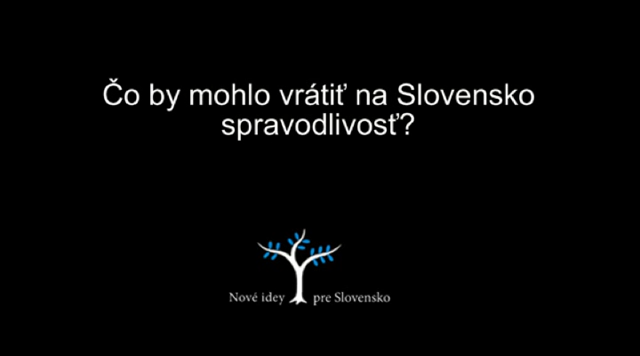 Čo by mohlo vrátiť na Slovensko
spravodlivosť?
Nové idey pre Slovensko